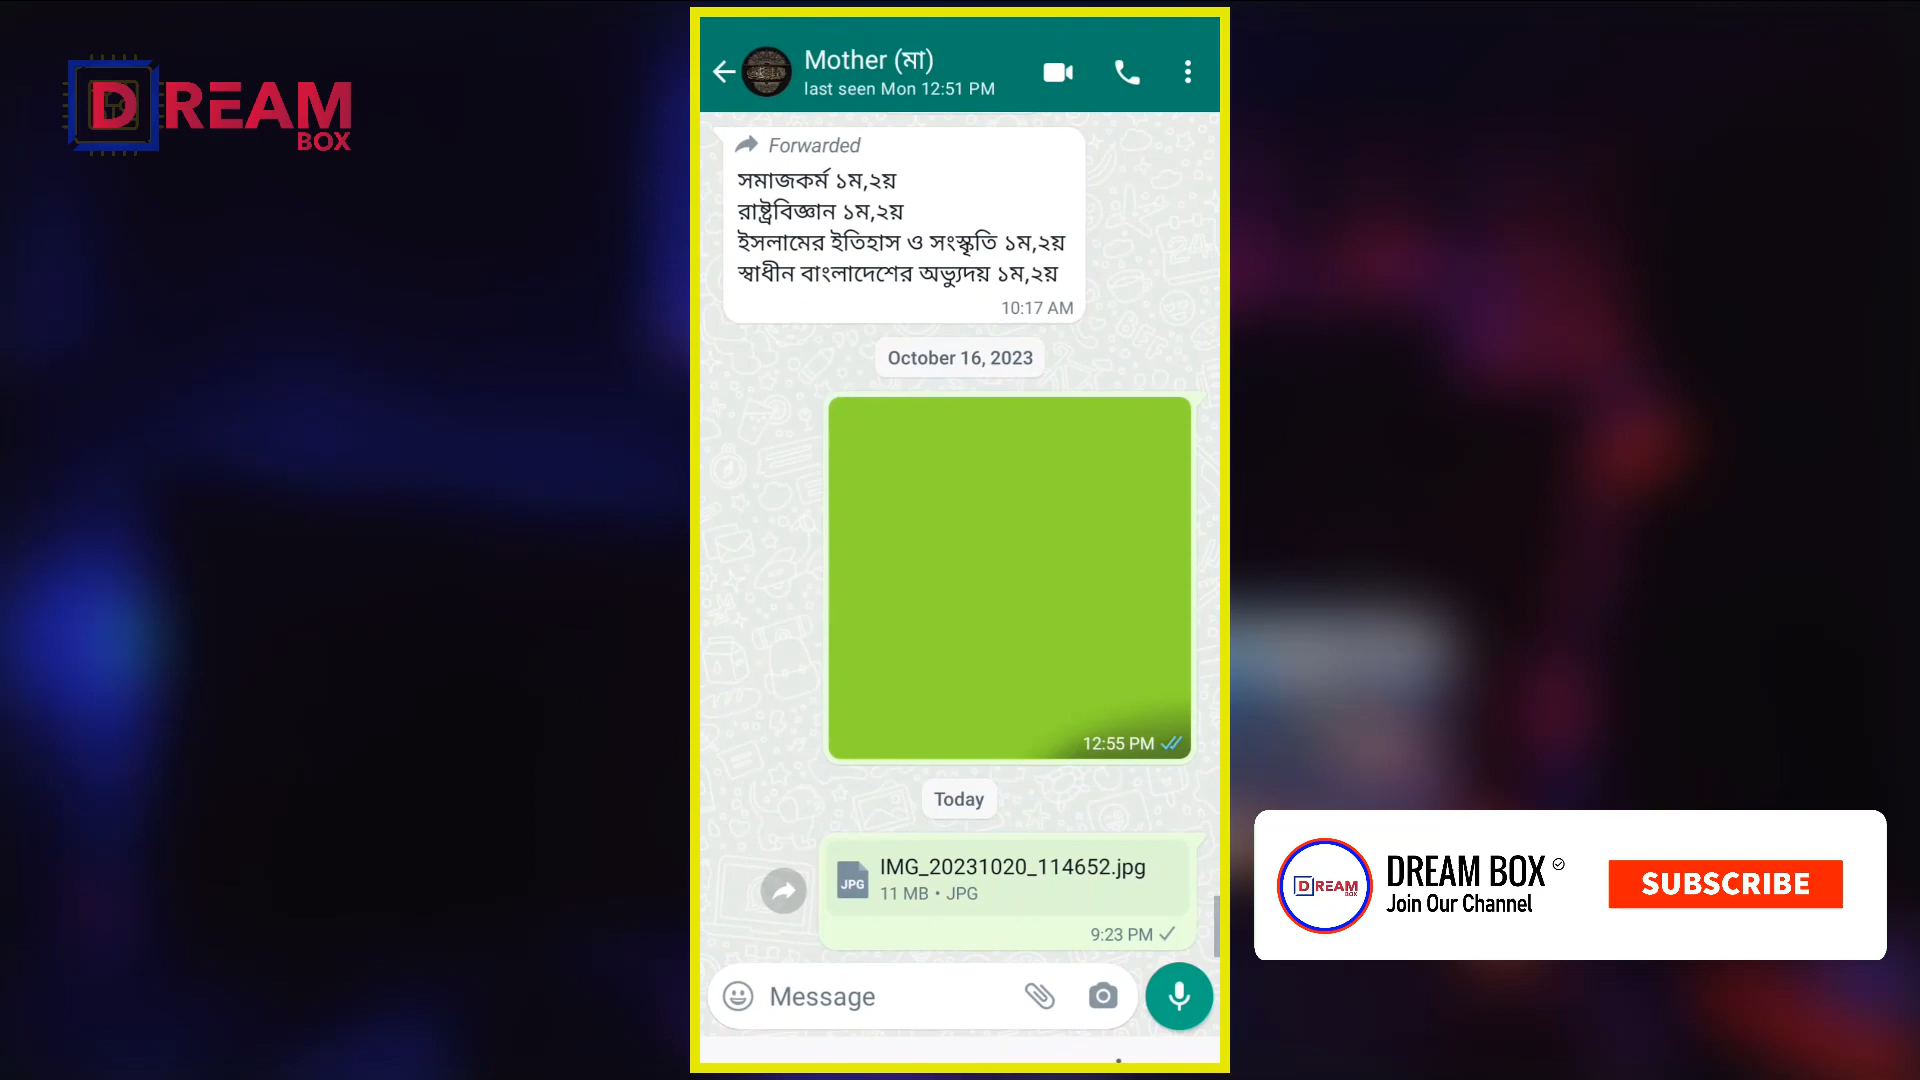 DREAM
BOX
Mother (মা)
last seen Mon 12:51 PM
Forwarded
সমাজকর্ম ১ম,২য়
রাষ্ট্রবিজ্ঞান ১ম,২য়
ইসলামের ইতিহাস ও সংস্কৃতি ১ম,২য়
স্বাধীন বাংলাদেশের অভ্যুদয় ১ম,২য়
10:17 AM
October 16, 2023
12:55 PM
Today
IMG_20231020_114652.jpg
JPG
11 MB • JPG
9:23 PM
Message
DREAM
BOX
DREAM BOX
Join Our Channel
SUBSCRIBE